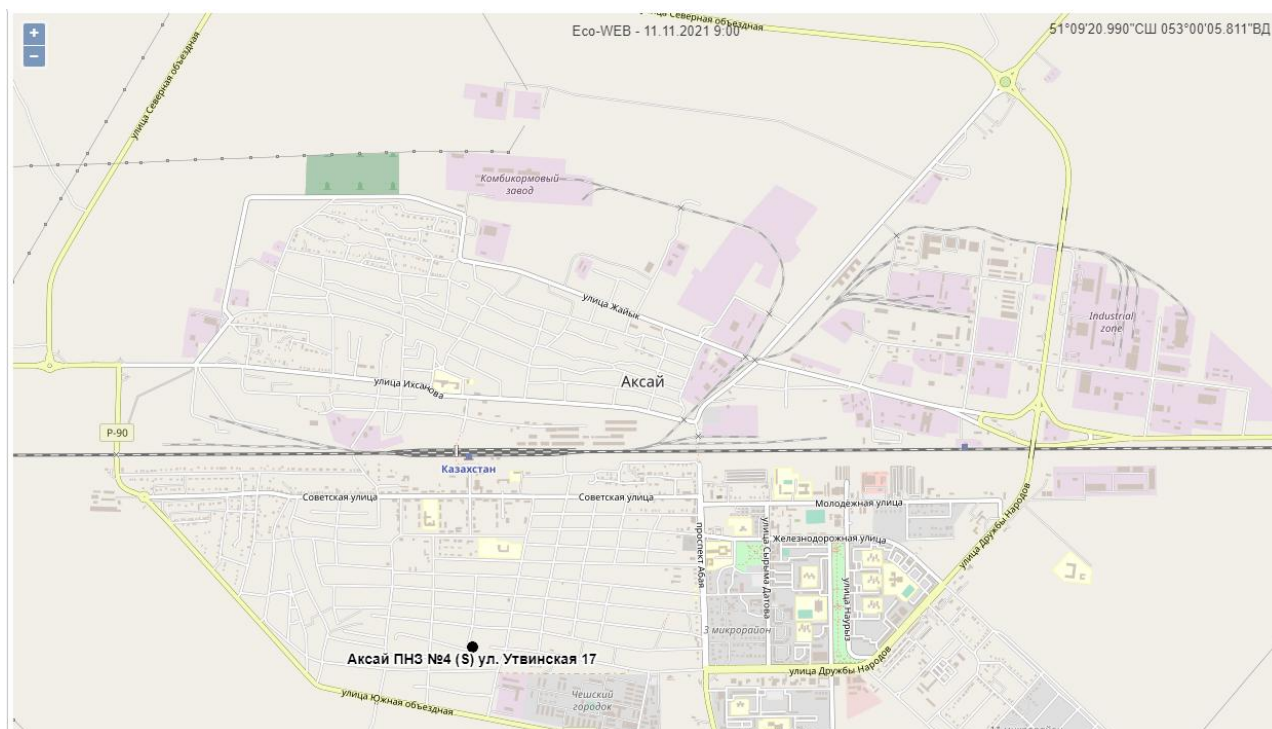 улица Северная объездная
Eco-WEB - 11.11.2021 9:00
51°09'20.990"СШ 053°00'05.811"ВД
+
−
улица Северная объездная
Комбикормовый
завод
улица Жайык
Industrial
zone
Аксай
улица Ихсанова
P-90
Казахстан
Советская улица
Советская улица
Молодежная улица
проспект Абая
улица Сырыма Датова
Железнодорожная улица
улица Дружбы Народов
улица Наурыз
3 микрорайон
Аксай ПНЗ №4 (S) ул. Утвинская 17
улица Дружбы Народов
Чешский
городок
улица Южная объездная